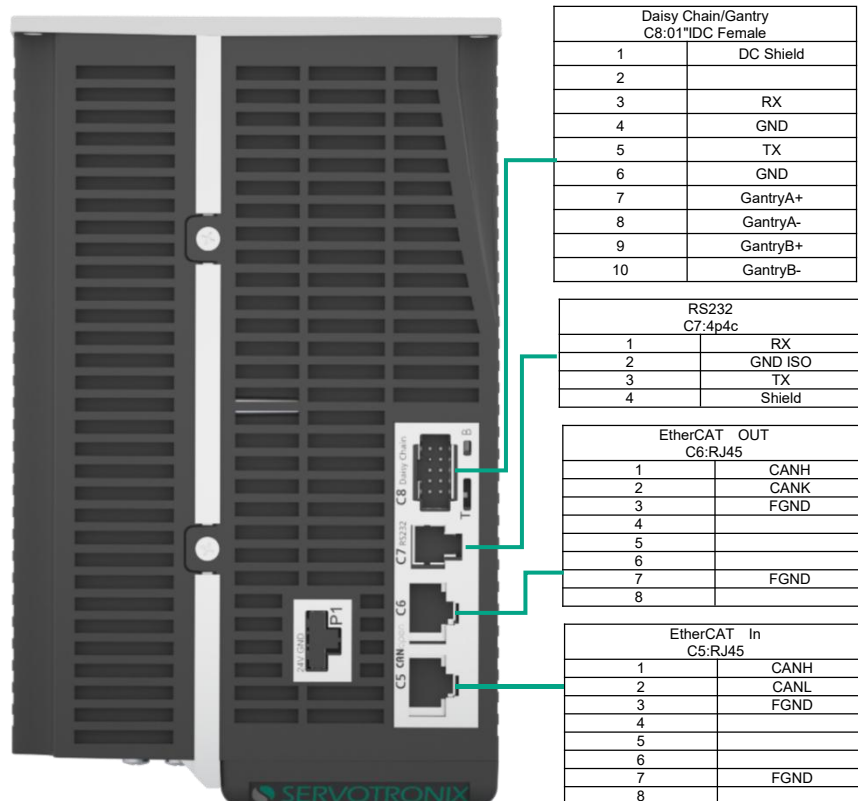 Daisy Chain/Gantry
C8:01"IDC Female
1 DC Shield
2
3 RX
4 GND
5 TX
6 GND
7 GantryA+
8 GantryA-
9 GantryB+
10 GantryB-
RS232
C7:4p4c
1 RX
2 GND ISO
3 TX
4 Shield
EtherCAT OUT
C6:RJ45
1 CANH
2 CANK
3 FGND
4
5
6
7 FGND
8
EtherCAT In
C5:RJ45
1 CANH
2 CANL
3 FGND
4
5
6
7 FGND
8
B
C8 Daisy Chain
T
C7 RS232
C6
C5 CANopen
P1
24V GND
SERVOTRONIX